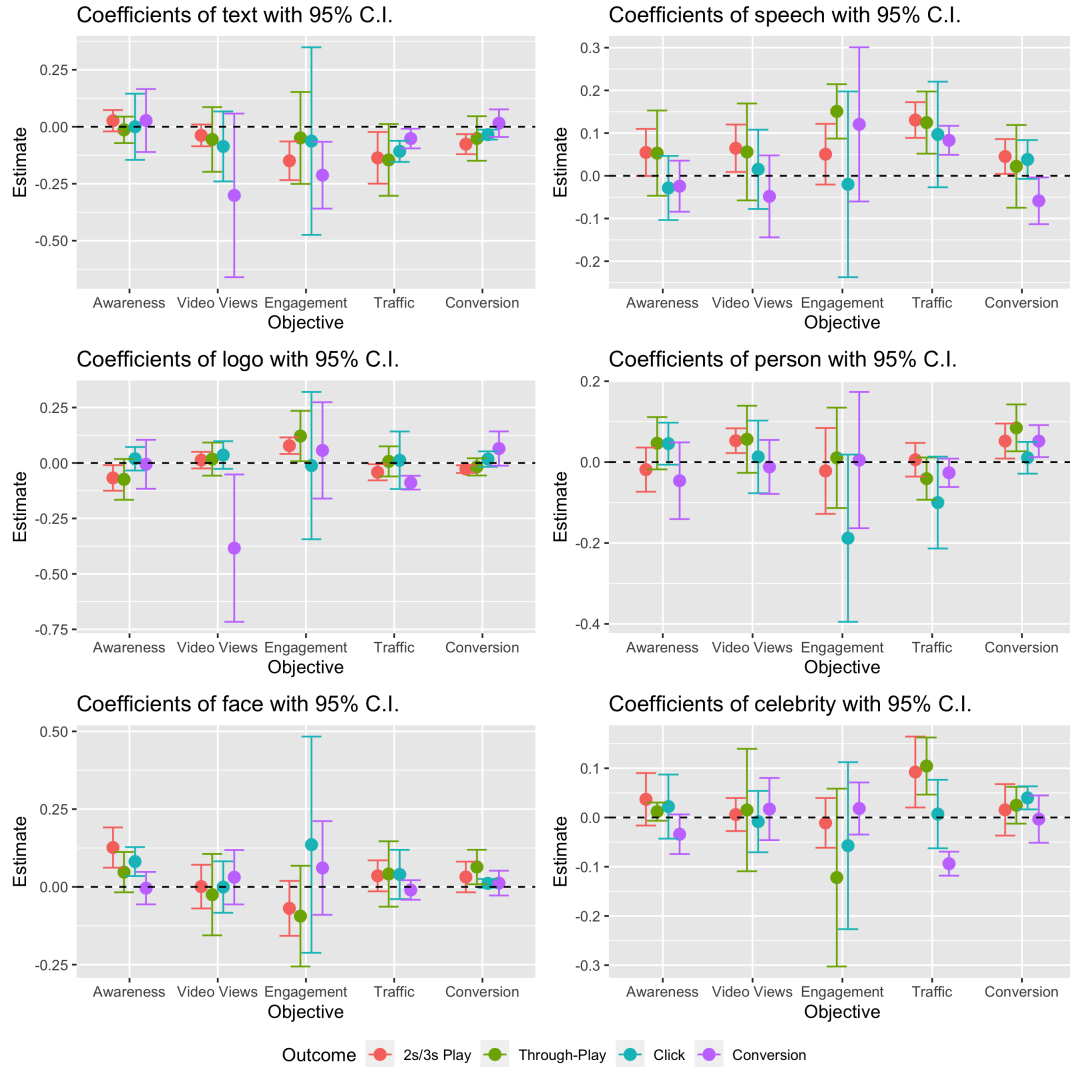 Coefficients of text with 95% C.I.
Estimate
0.25
0.00
-0.25
-0.50
Awareness Video Views Engagement Traffic Conversion
Objective
Coefficients of speech with 95% C.I.
Estimate
0.3
0.2
0.1
0.0
-0.1
-0.2
Awareness Video Views Engagement Traffic Conversion
Objective
Coefficients of logo with 95% C.I.
Estimate
0.25
0.00
-0.25
-0.50
-0.75
Awareness Video Views Engagement Traffic Conversion
Objective
Coefficients of person with 95% C.I.
Estimate
0.2
0.0
-0.2
-0.4
Awareness Video Views Engagement Traffic Conversion
Objective
Coefficients of face with 95% C.I.
Estimate
0.50
0.25
0.00
-0.25
Awareness Video Views Engagement Traffic Conversion
Objective
Coefficients of celebrity with 95% C.I.
Estimate
0.1
0.0
-0.1
-0.2
-0.3
Awareness Video Views Engagement Traffic Conversion
Objective
Outcome 2s/3s Play Through-Play Click Conversion